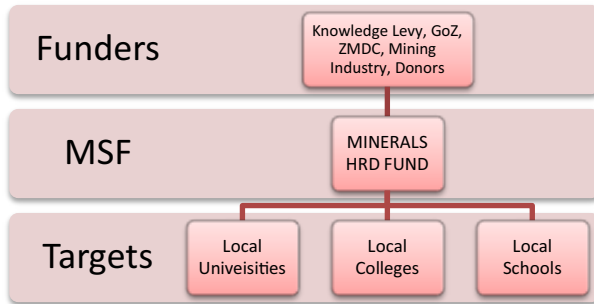 Funders
Knowledge Levy, GoZ,
ZMDC, Mining
Industry, Donors
MSF
MINERALS
HRD FUND
Targets
Local
Univeisities
Local
Colleges
Local
Schools